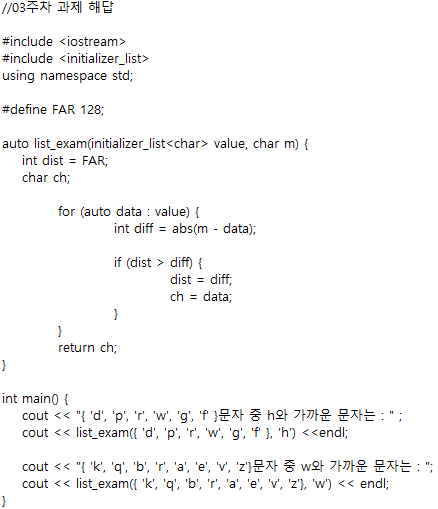 //03주차 과제 해답

#include <iostream>
#include <initializer_list>
using namespace std;

#define FAR 128;

auto list_exam(initializer_list<char> value, char m) {
    int dist = FAR;
    char ch;

        for (auto data : value) {
                int diff = abs(m - data);

                if (dist > diff) {
                        dist = diff;
                        ch = data;
                }
        }
        return ch;
}

int main() {
    cout << "{ 'd', 'p', 'r', 'w', 'g', 'f' }문자 중 h와 가까운 문자는 : " ;
    cout << list_exam({ 'd', 'p', 'r', 'w', 'g', 'f' }, 'h') <<endl;

    cout << "{ 'k', 'q', 'b', 'r', 'a', 'e', 'v', 'z'}문자 중 w와 가까운 문자는 : ";
    cout << list_exam({ 'k', 'q', 'b', 'r', 'a', 'e', 'v', 'z'}, 'w') << endl;
}